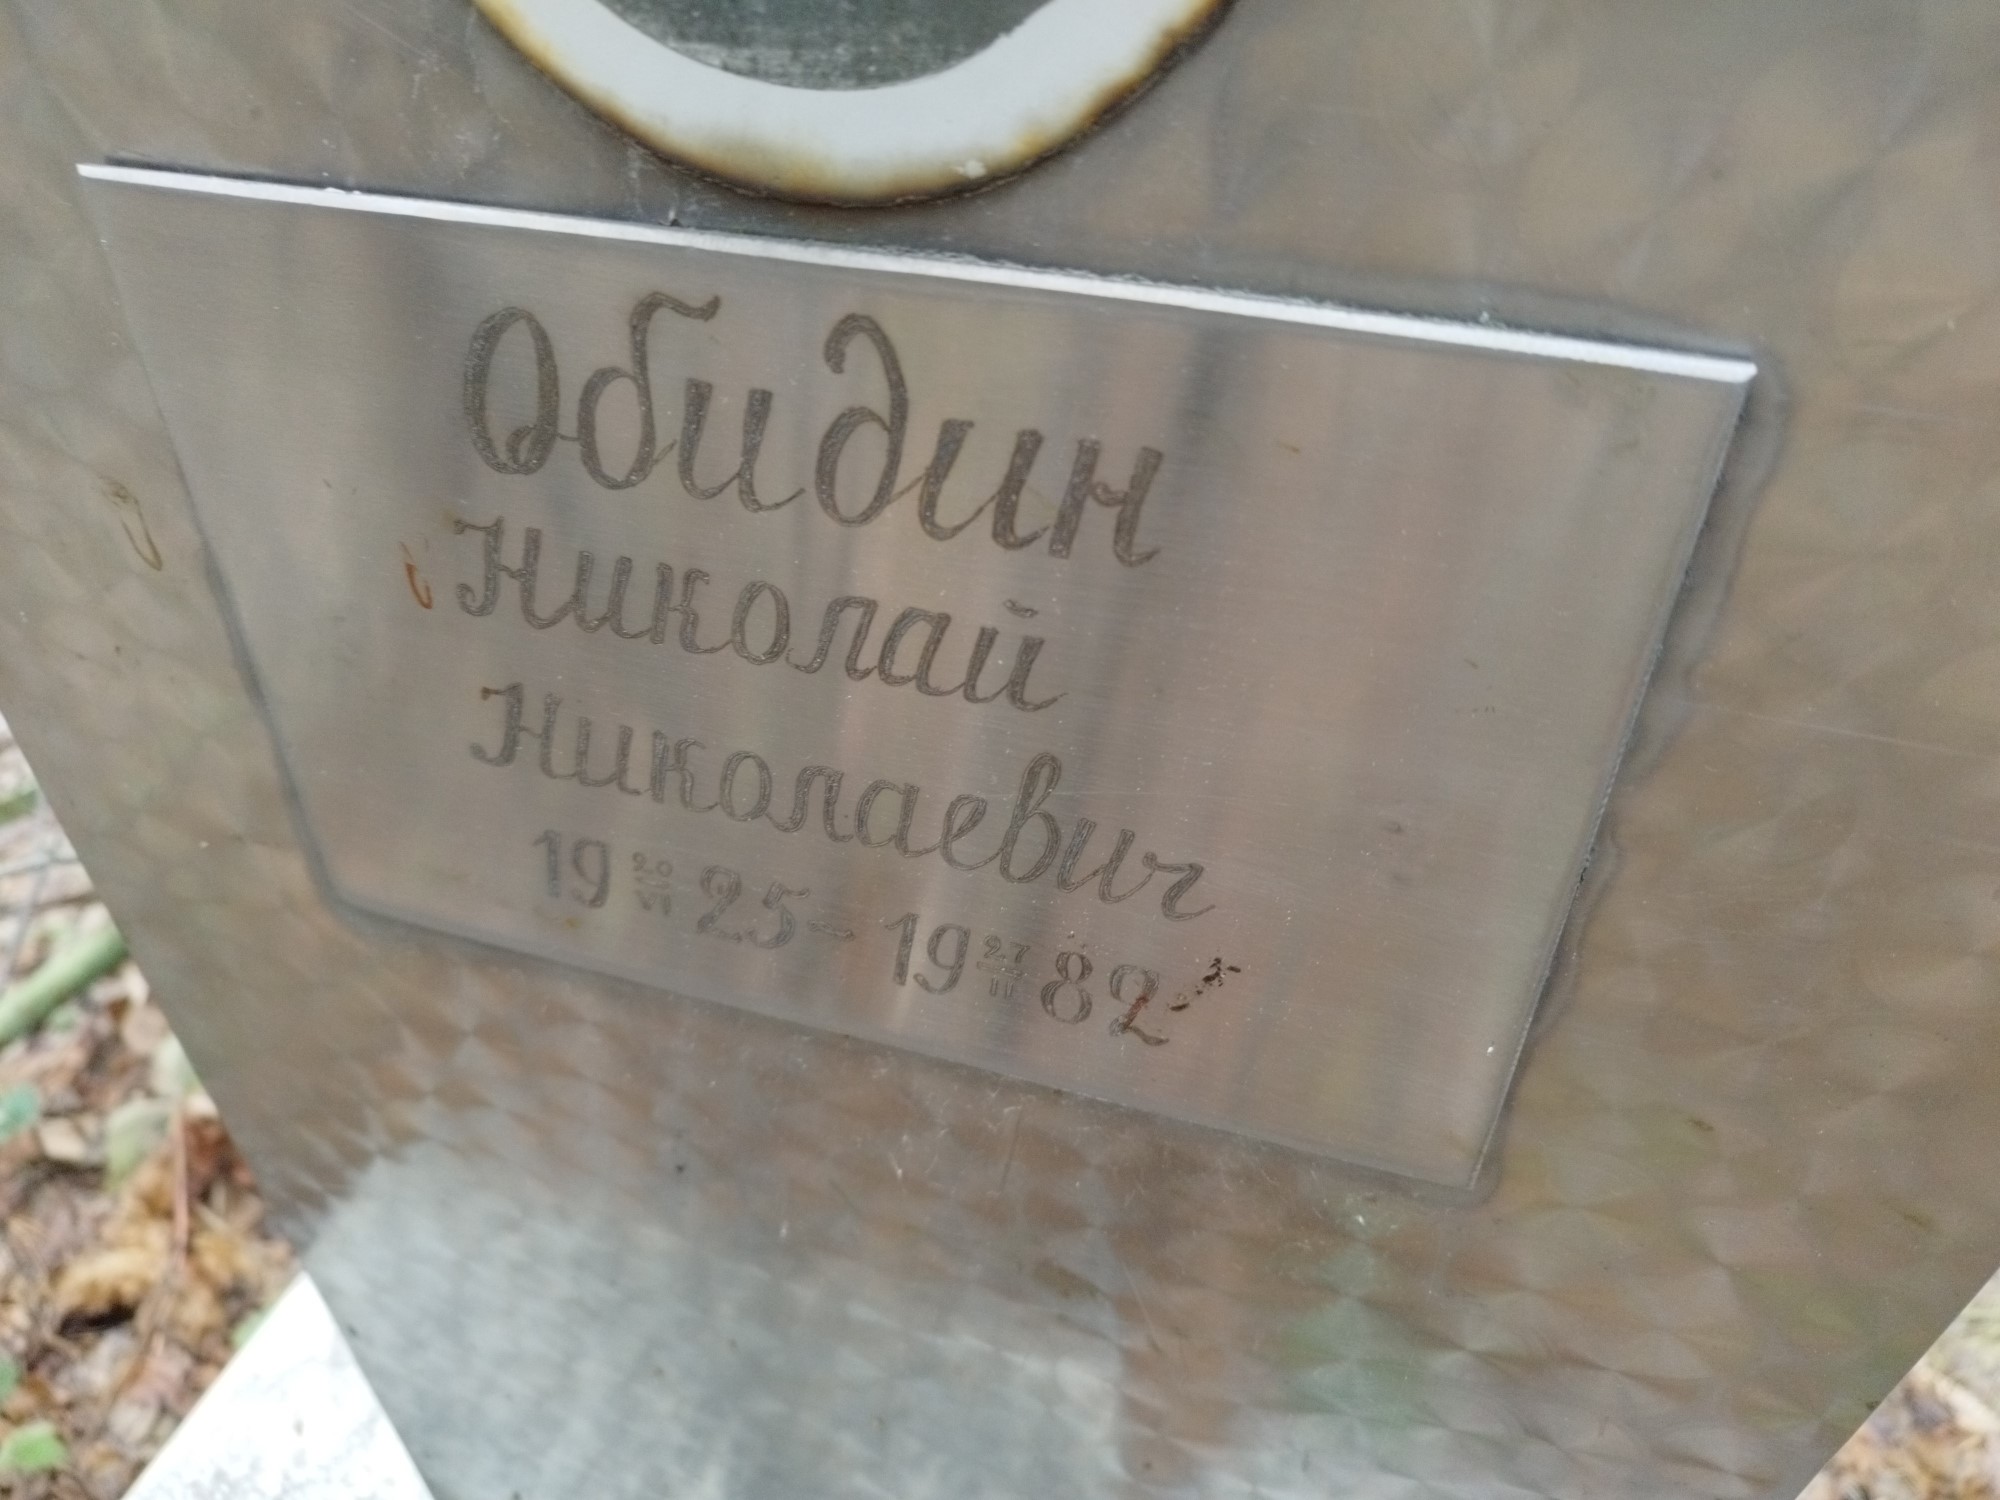 Обидин
Николай
Николаевич
19 20/VI 25 - 19 27/II 82